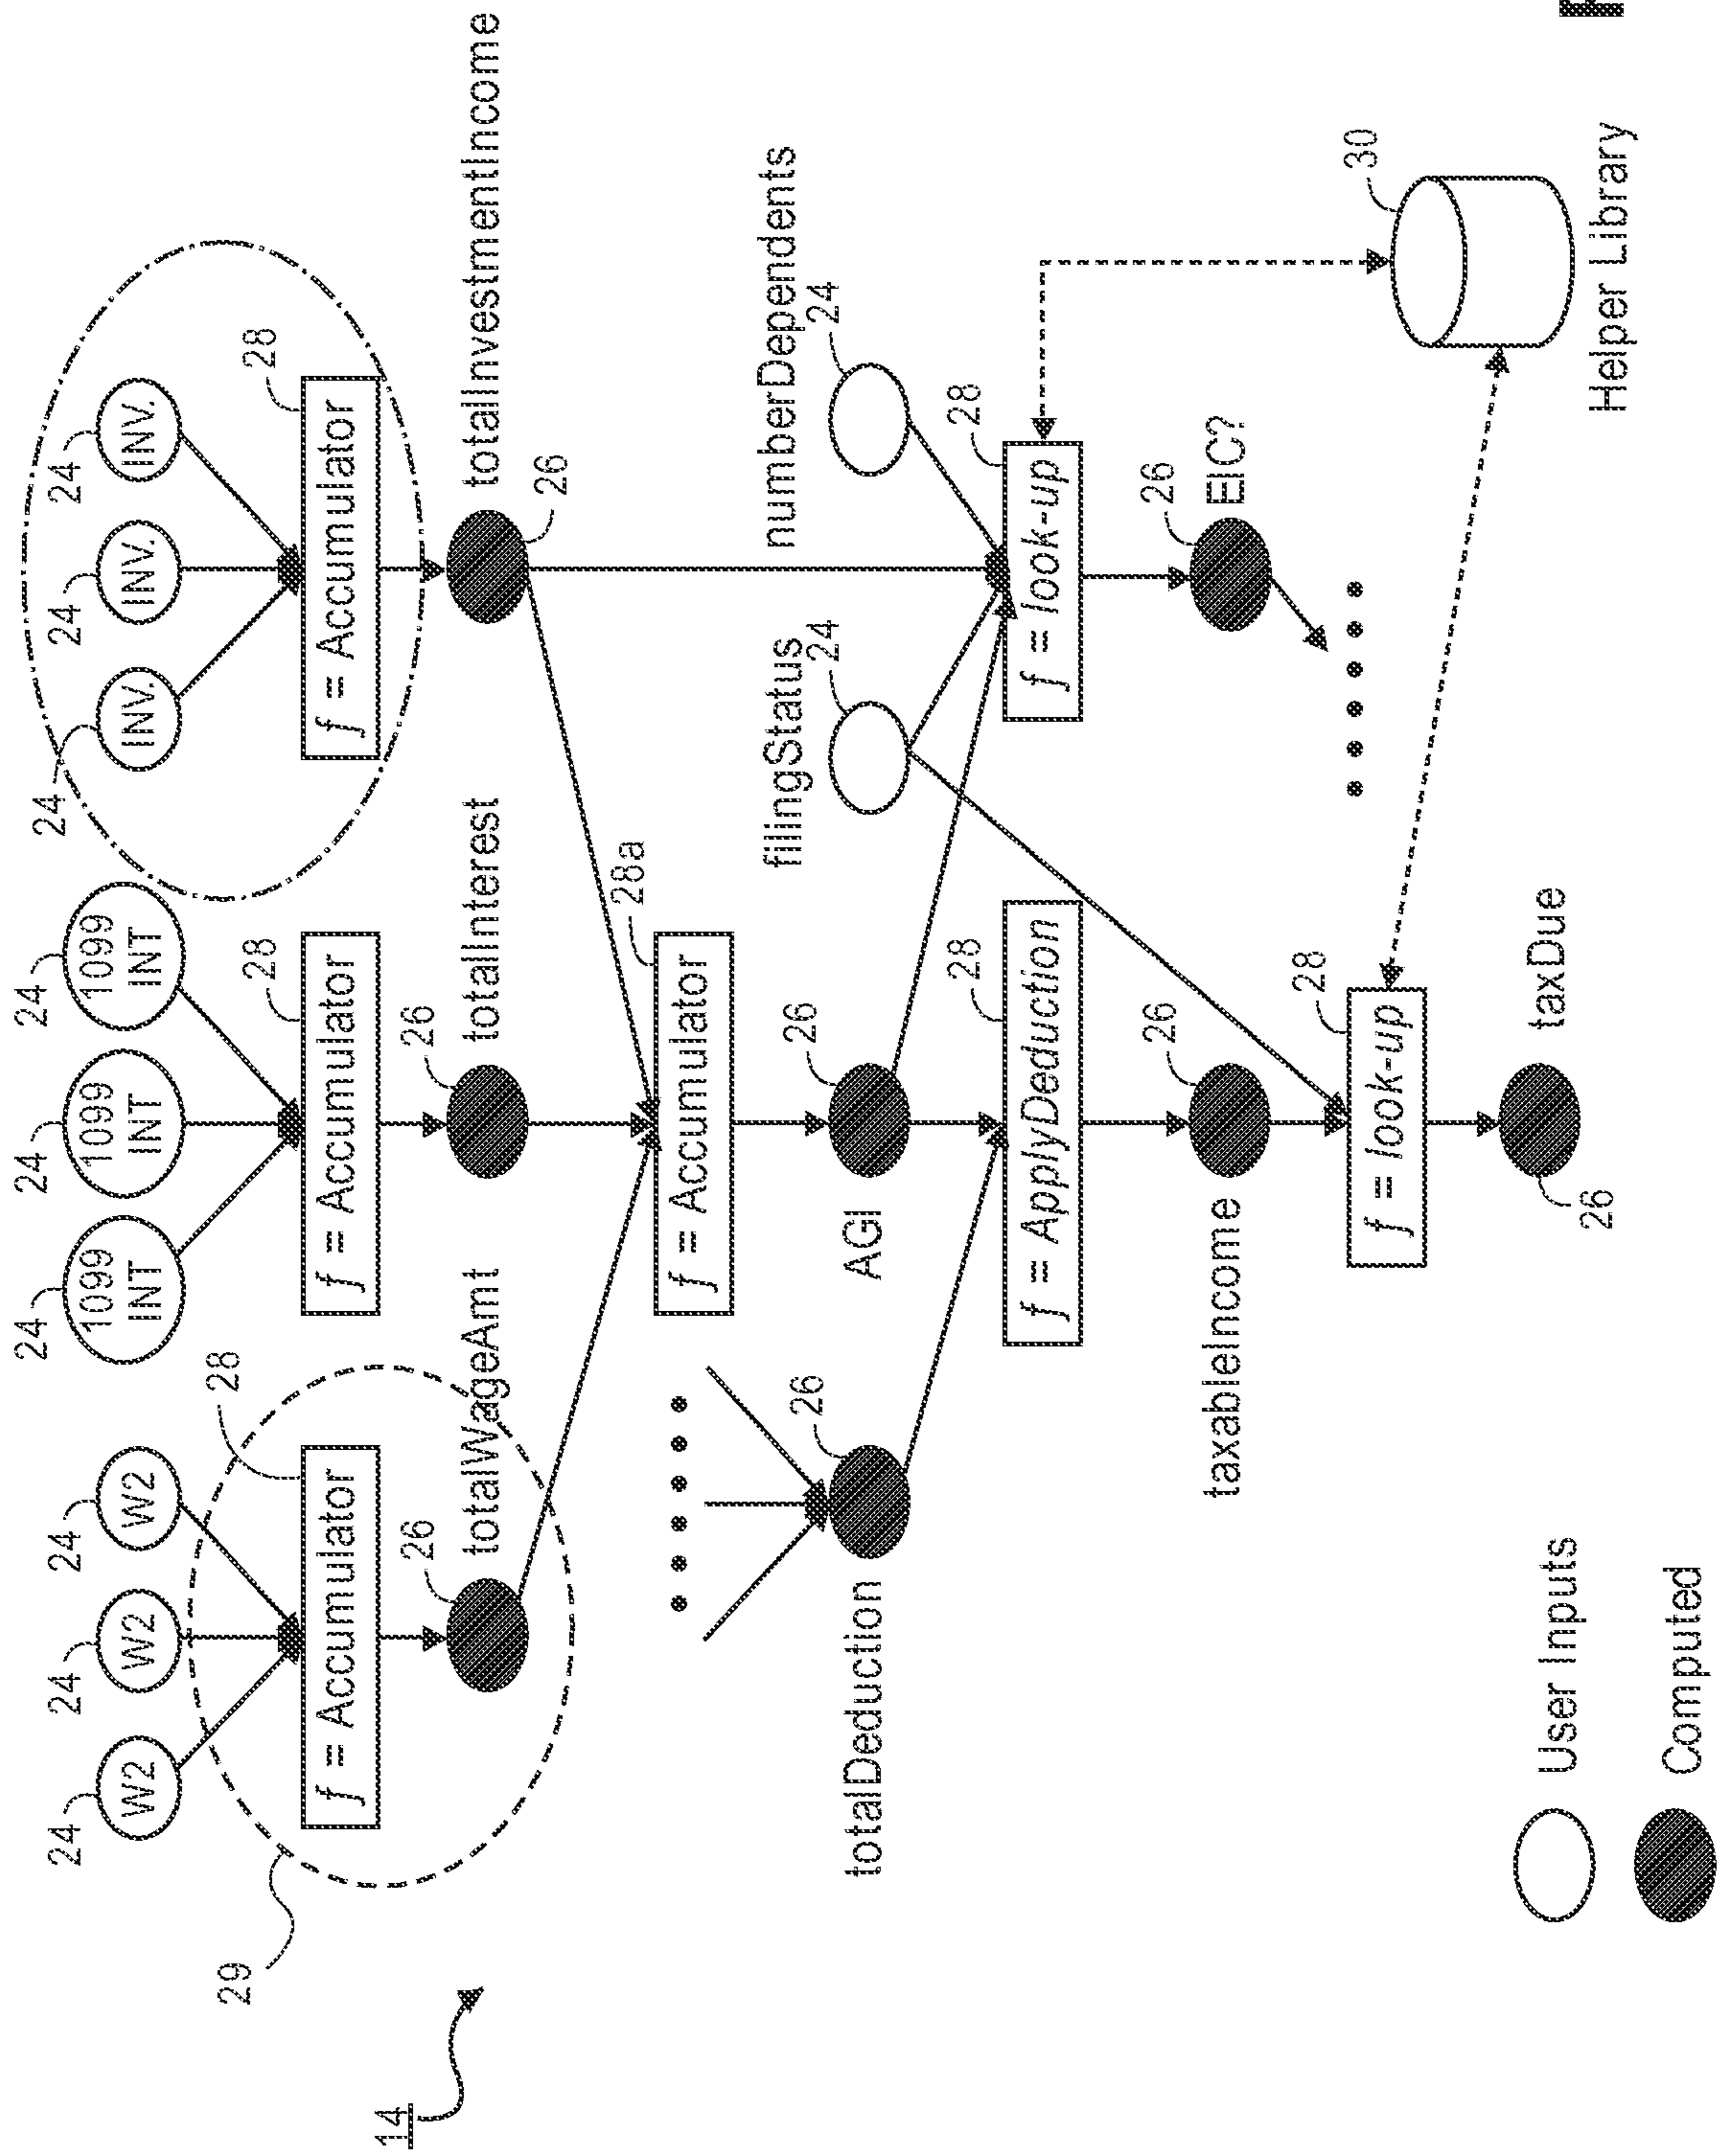 14
29
24
24
24
24
24
24
24
24
24
W2
W2
W2
1099
INT
1099
INT
1099
INT
INV.
INV.
INV.
28
28
28
f = Accumulator
f = Accumulator
f = Accumulator
26
totalWageAmt
26
totalInterest
totalInvestmentIncome
26
28a
f = Accumulator
totalDeduction
26
AGI
26
filingStatus
24
numberDependents
24
28
f = ApplyDeduction
28
f = look-up
taxableIncome
26
26
EIC?
28
f = look-up
30
Helper Library
26
taxDue
User Inputs
Computed